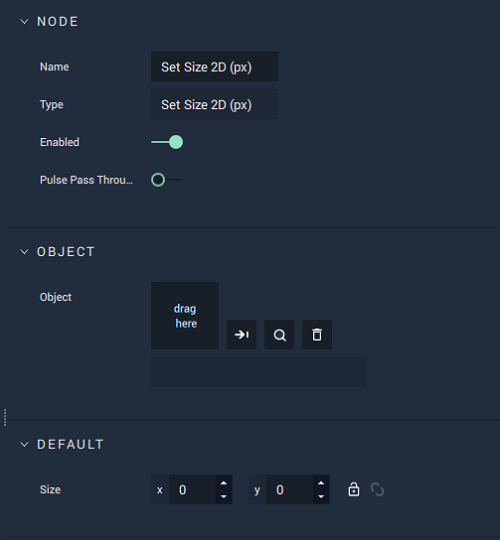 NODE
Name Set Size 2D (px)
Type Set Size 2D (px)
Enabled
Pulse Pass Throu...
OBJECT
Object
drag
here
DEFAULT
Size x 0 y 0